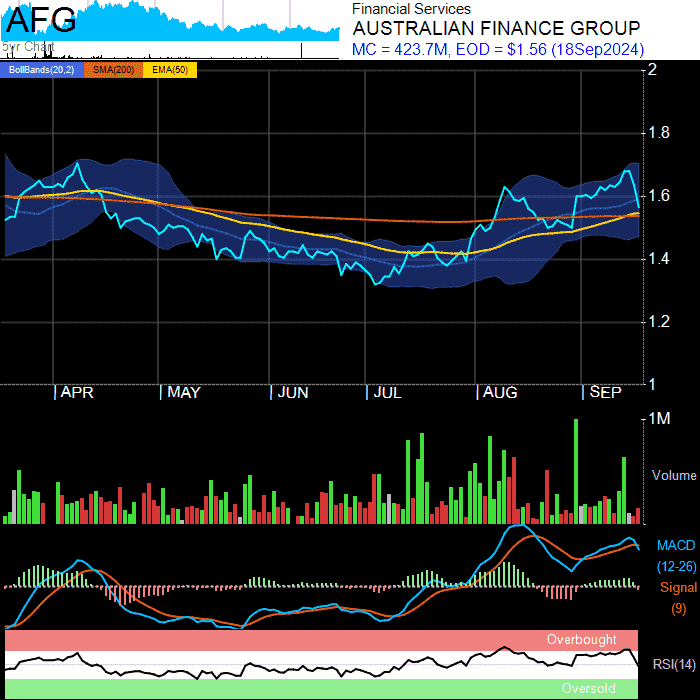 AFG
5yr Chart
Financial Services
AUSTRALIAN FINANCE GROUP
MC = 423.7M, EOD = $1.56 (18Sep2024)
BollBands(20,2) SMA(200) EMA(50)
2
1.8
1.6
1.4
1.2
1
APR MAY JUN JUL AUG SEP
1M
Volume
MACD
(12-26)
Signal
(9)
Overbought
RSI(14)
Oversold